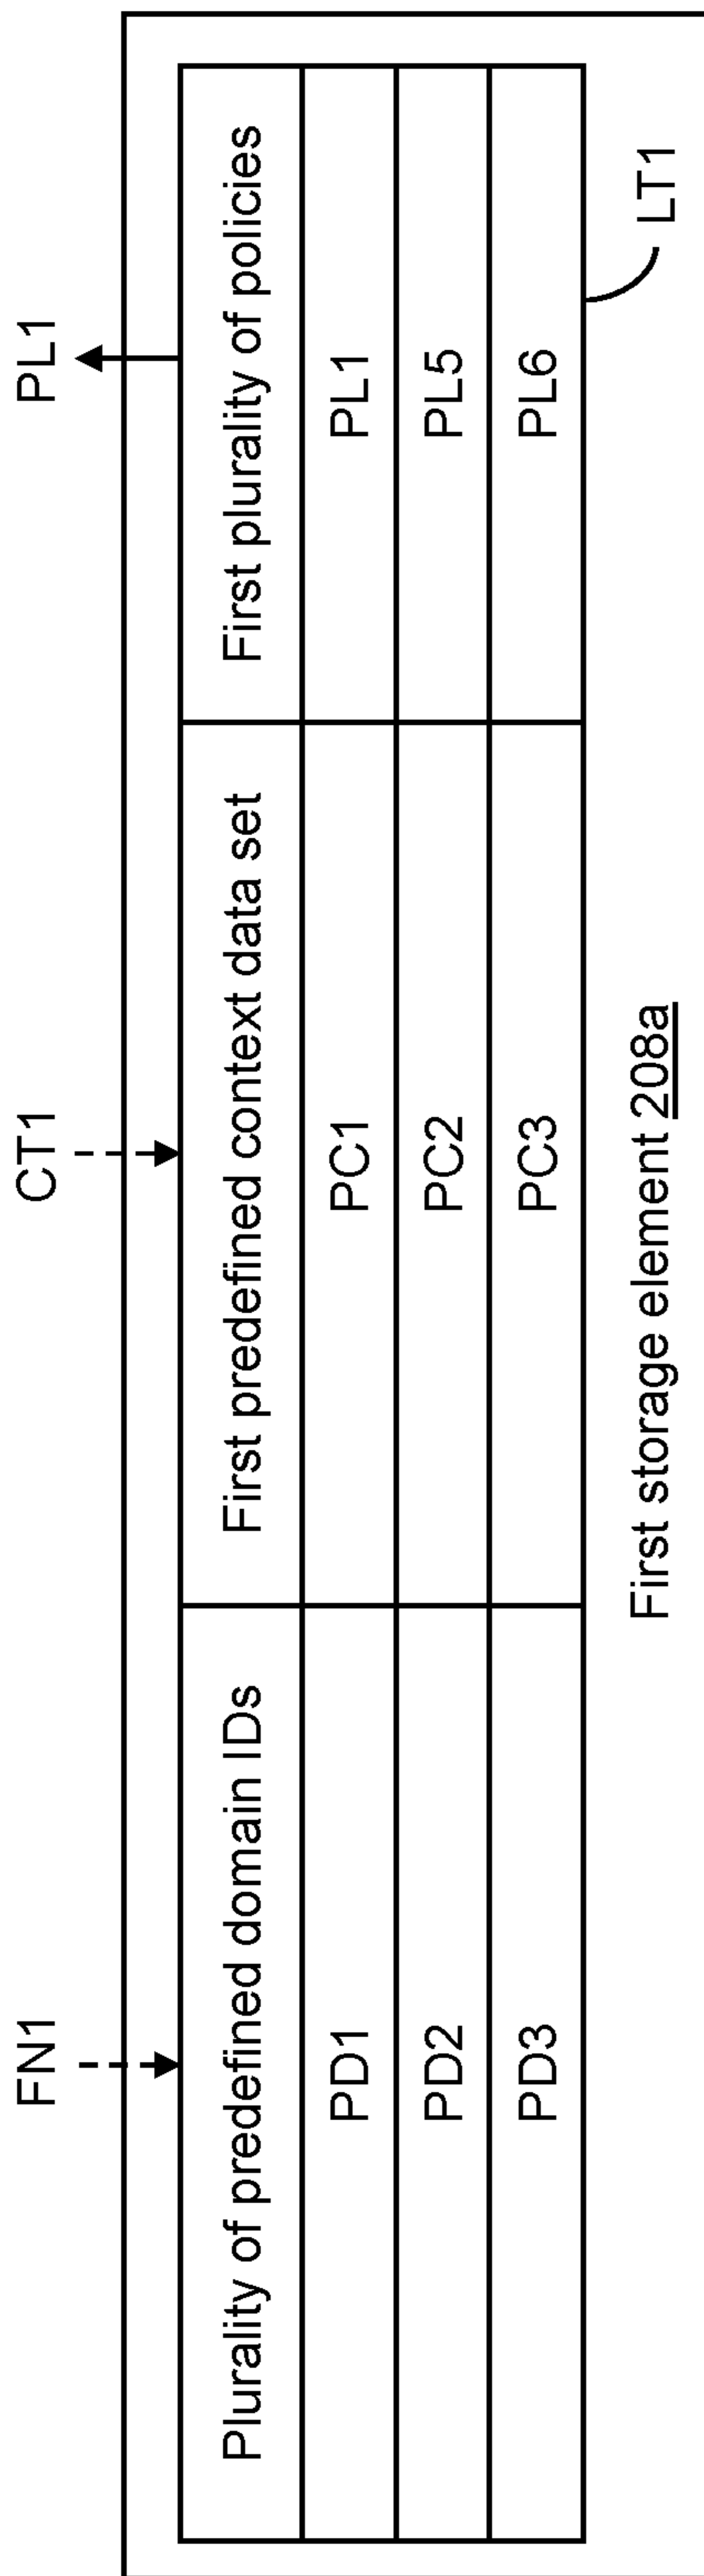 FN1
CT1
PL1
Plurality of predefined domain IDs
First predefined context data set
First plurality of policies
PD1
PC1
PL1
PD2
PC2
PL5
PD3
PC3
PL6
First storage element 208a
LT1